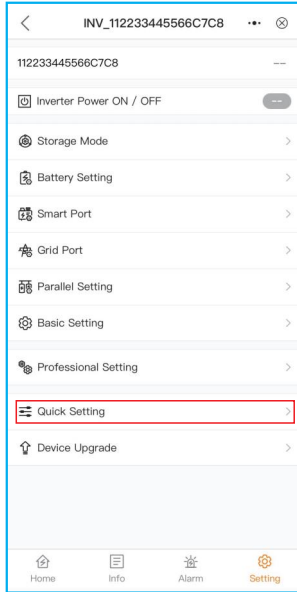 INV_112233445566C7C8
112233445566C7C8 --
Inverter Power ON / OFF --
Storage Mode
Battery Setting
Smart Port
Grid Port
Parallel Setting
Basic Setting
Professional Setting
Quick Setting
Device Upgrade
Home Info Alarm Setting